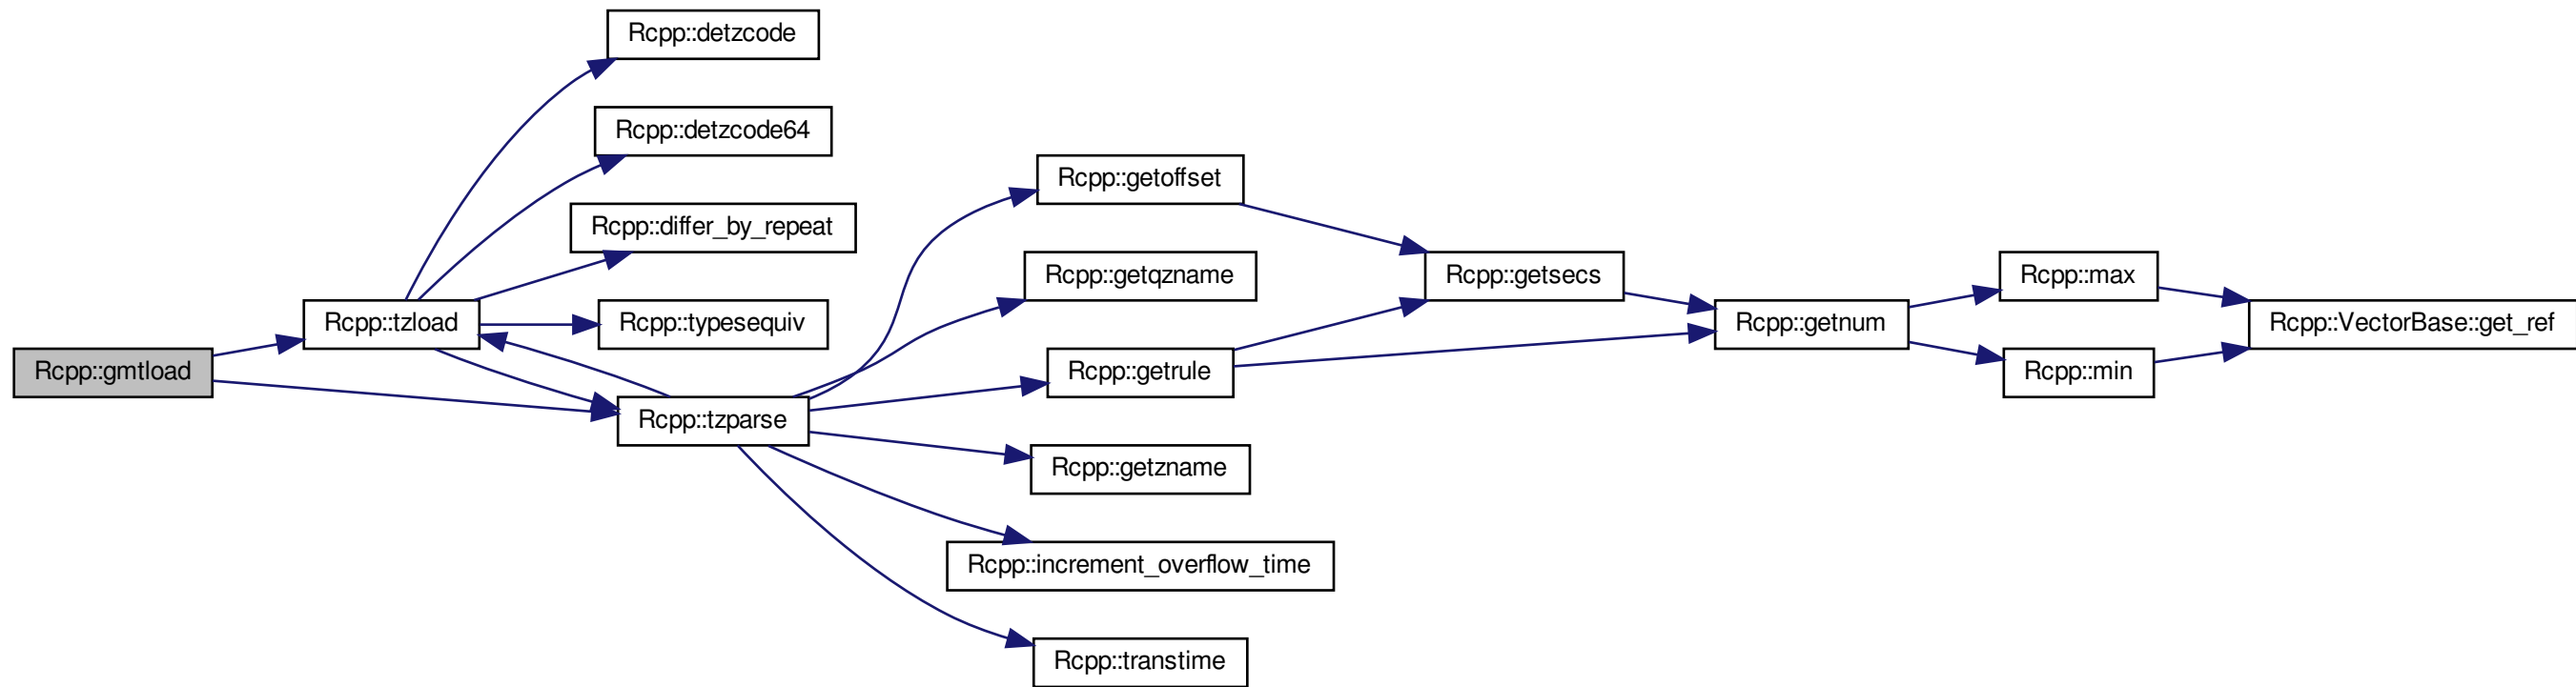 Rcpp::detzcode
Rcpp::detzcode64
Rcpp::differ_by_repeat
Rcpp::typesequiv
Rcpp::tzload
Rcpp::gmtload
Rcpp::tzparse
Rcpp::getoffset
Rcpp::getqzname
Rcpp::getrule
Rcpp::getzname
Rcpp::increment_overflow_time
Rcpp::transtime
Rcpp::getsecs
Rcpp::getnum
Rcpp::max
Rcpp::min
Rcpp::VectorBase::get_ref